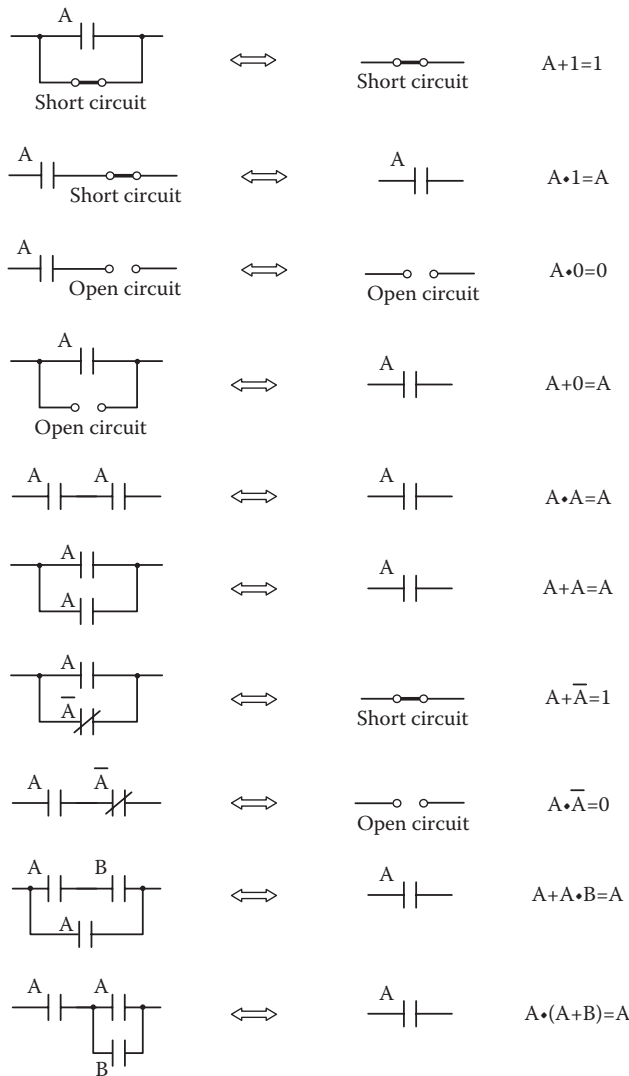 A
Short circuit
Short circuit
A+1=1
A
Short circuit
A
A•1=A
A
Open circuit
Open circuit
A•0=0
A
Open circuit
A
A+0=A
A A
A
A•A=A
A
A
A
A+A=A
A
A̅
Short circuit
A+A̅=1
A A̅
Open circuit
A•A̅=0
A B
A
A
A+A•B=A
A A
B
A
A•(A+B)=A